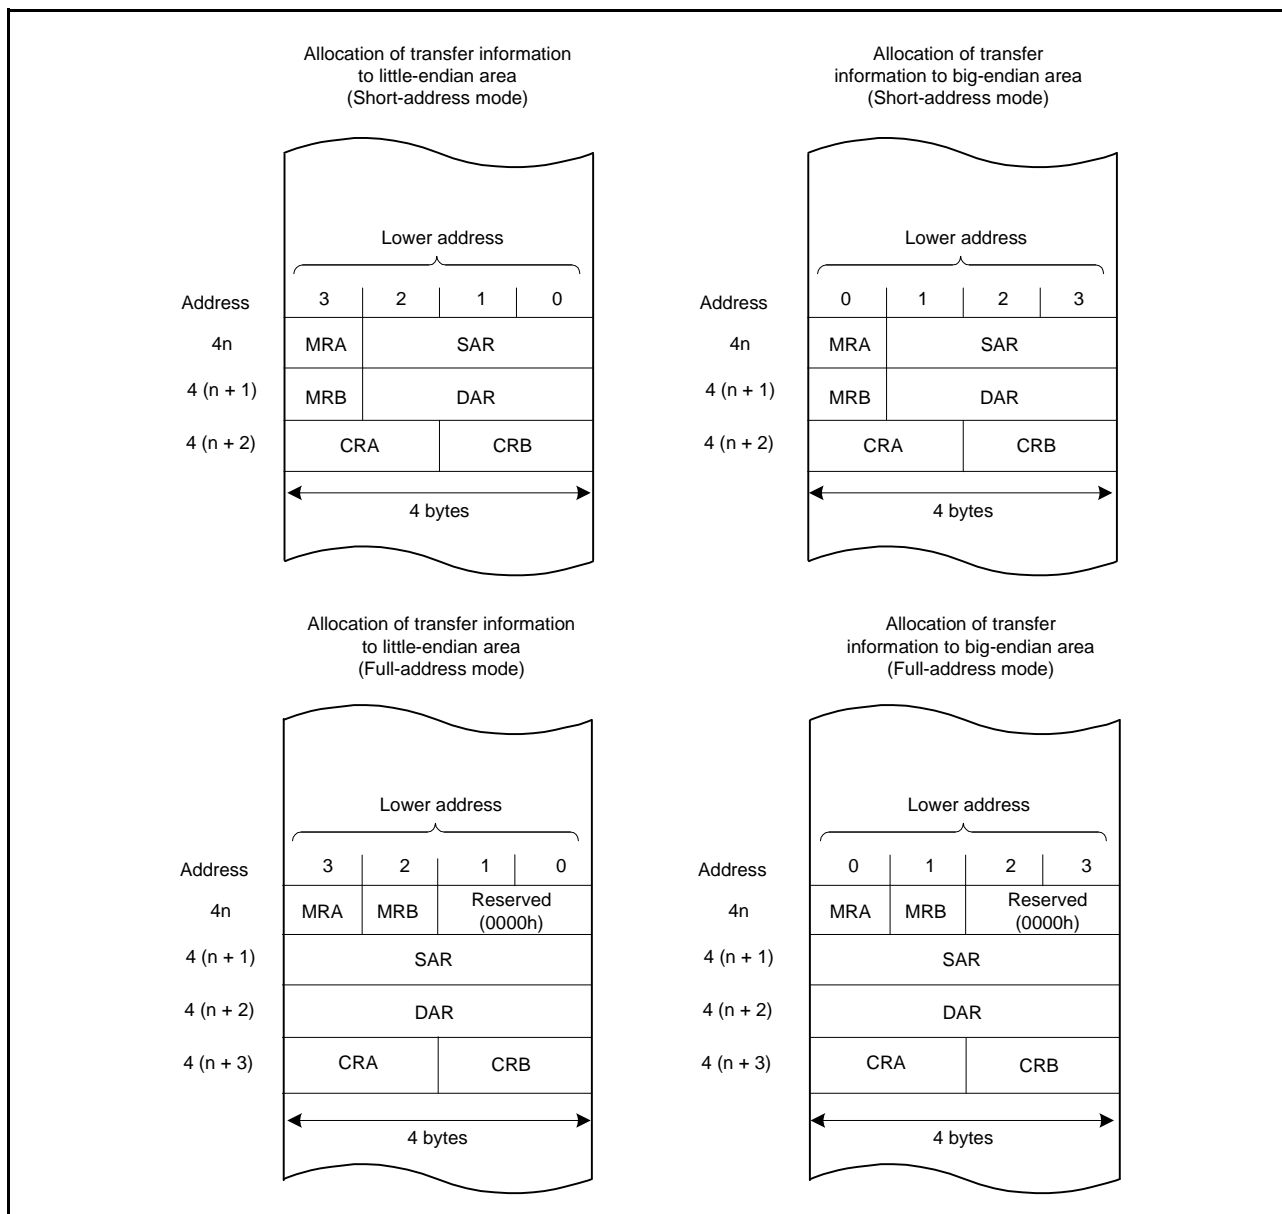 Allocation of transfer information
to little-endian area
(Short-address mode)
Lower address
Address 3 2 1 0
4n MRA SAR
4 (n + 1) MRB DAR
4 (n + 2) CRA CRB
4 bytes
Allocation of transfer
information to big-endian area
(Short-address mode)
Lower address
Address 0 1 2 3
4n MRA SAR
4 (n + 1) MRB DAR
4 (n + 2) CRA CRB
4 bytes
Allocation of transfer information
to little-endian area
(Full-address mode)
Lower address
Address 3 2 1 0
4n MRA MRB Reserved
(0000h)
4 (n + 1) SAR
4 (n + 2) DAR
4 (n + 3) CRA CRB
4 bytes
Allocation of transfer
information to big-endian area
(Full-address mode)
Lower address
Address 0 1 2 3
4n MRA MRB Reserved
(0000h)
4 (n + 1) SAR
4 (n + 2) DAR
4 (n + 3) CRA CRB
4 bytes